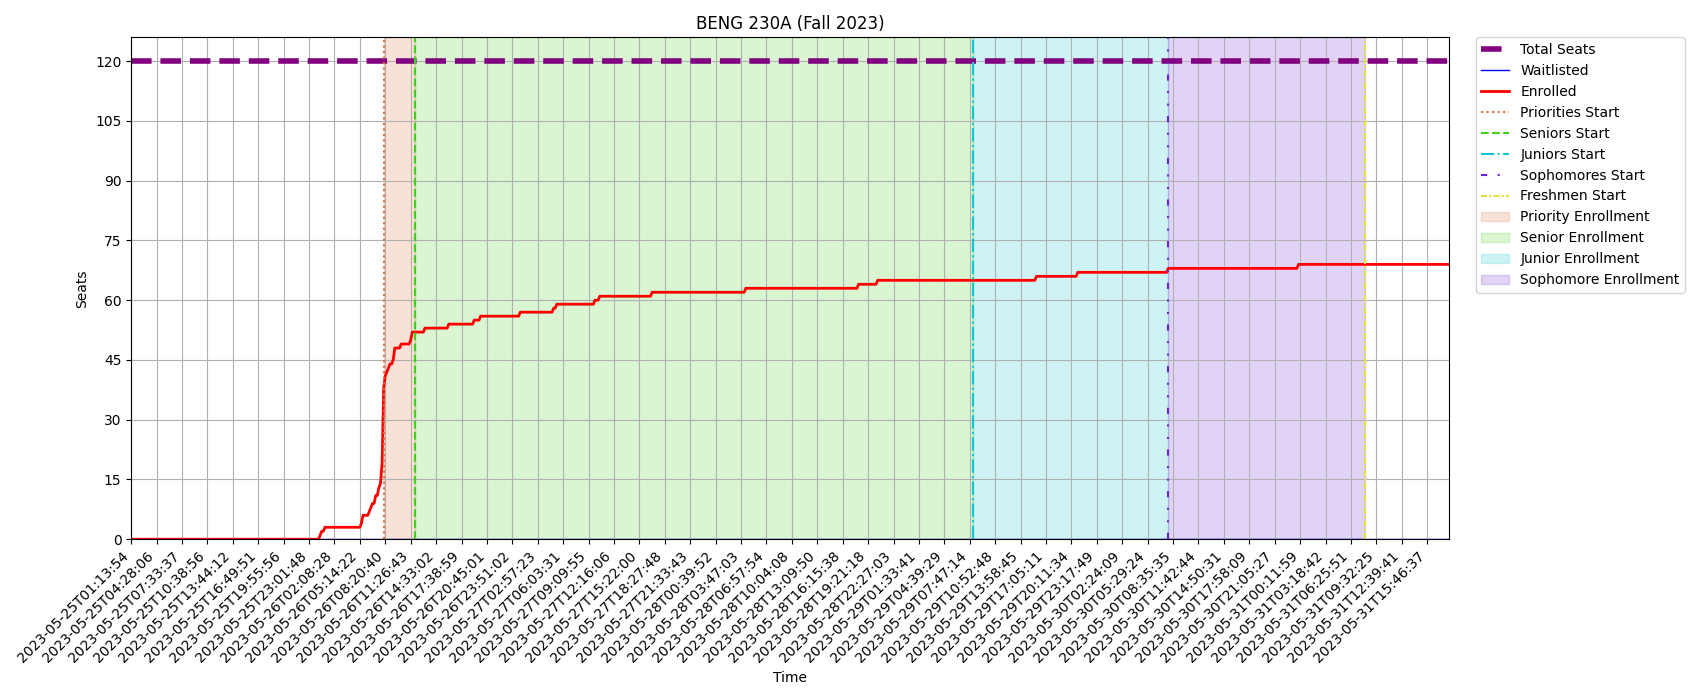 BENG 230A (Fall 2023)
Seats
120
105
90
75
60
45
30
15
0
2023-05-25T01:13:54
2023-05-25T04:28:06
2023-05-25T07:33:37
2023-05-25T10:38:56
2023-05-25T13:44:12
2023-05-25T16:49:51
2023-05-25T19:55:56
2023-05-25T23:01:48
2023-05-26T02:08:28
2023-05-26T05:14:22
2023-05-26T08:20:40
2023-05-26T11:26:43
2023-05-26T14:33:02
2023-05-26T17:38:59
2023-05-26T20:45:01
2023-05-26T23:51:02
2023-05-27T02:57:23
2023-05-27T06:03:31
2023-05-27T09:09:55
2023-05-27T12:16:06
2023-05-27T15:22:00
2023-05-27T18:27:48
2023-05-27T21:33:43
2023-05-28T00:39:52
2023-05-28T03:47:03
2023-05-28T06:57:54
2023-05-28T10:04:08
2023-05-28T13:09:50
2023-05-28T16:15:38
2023-05-28T19:21:18
2023-05-28T22:27:03
2023-05-29T01:33:41
2023-05-29T04:39:29
2023-05-29T07:47:14
2023-05-29T10:52:48
2023-05-29T13:58:45
2023-05-29T17:05:11
2023-05-29T20:11:34
2023-05-29T23:17:49
2023-05-30T02:24:09
2023-05-30T05:29:24
2023-05-30T08:35:35
2023-05-30T11:42:44
2023-05-30T14:50:31
2023-05-30T17:58:09
2023-05-30T21:05:27
2023-05-31T00:11:59
2023-05-31T03:18:42
2023-05-31T06:25:51
2023-05-31T09:32:25
2023-05-31T12:39:41
2023-05-31T15:46:37
Time
Total Seats
Waitlisted
Enrolled
Priorities Start
Seniors Start
Juniors Start
Sophomores Start
Freshmen Start
Priority Enrollment
Senior Enrollment
Junior Enrollment
Sophomore Enrollment